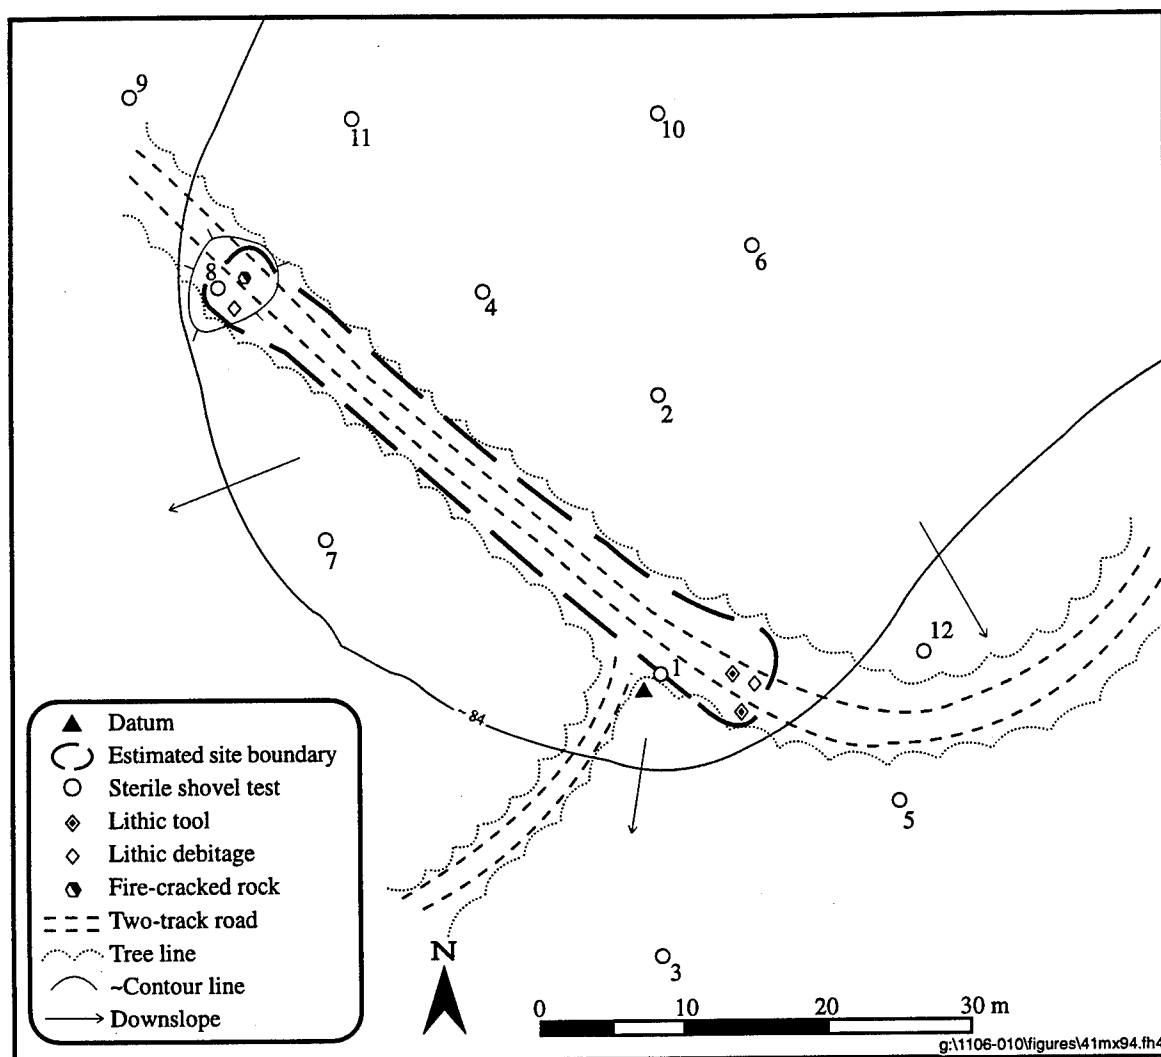 9
11
10
6
8
4
2
7
12
1
~84
5
3
Datum
Estimated site boundary
Sterile shovel test
Lithic tool
Lithic debitage
Fire-cracked rock
Two-track road
Tree line
~Contour line
Downslope
N
0 10 20 30 m
g:\1106-010\figures\41mx94.fh4